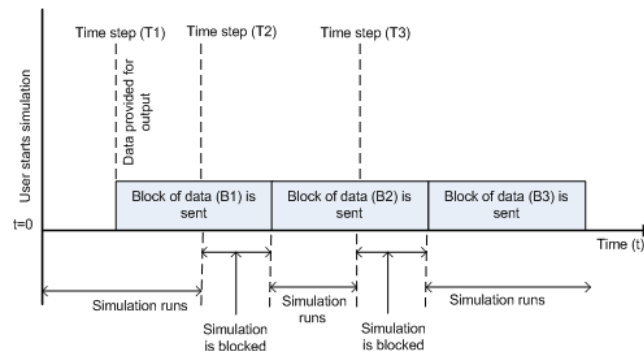 Time step (T1)
Time step (T2)
Time step (T3)
User starts simulation
Data provided for
output
Block of data (B1) is
sent
Block of data (B2) is
sent
Block of data (B3) is
sent
t=0
Time (t)
Simulation runs
Simulation
is blocked
Simulation
runs
Simulation
is blocked
Simulation runs